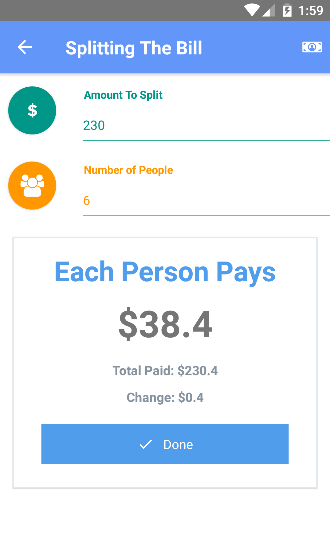 1:59
Splitting The Bill
$
Amount To Split
230
Number of People
6
Each Person Pays
$38.4
Total Paid: $230.4
Change: $0.4
Done